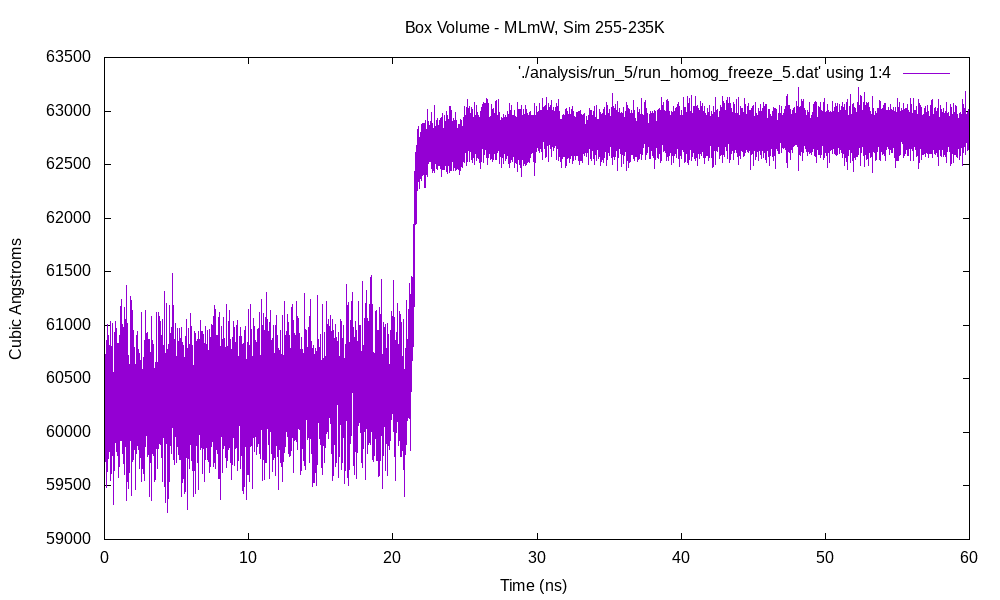 Box Volume - MLmW, Sim 255-235K
'./analysis/run_5/run_homog_freeze_5.dat' using 1:4
63500
63000
62500
62000
61500
61000
60500
60000
59500
59000
Cubic Angstroms
0 10 20 30 40 50 60
Time (ns)